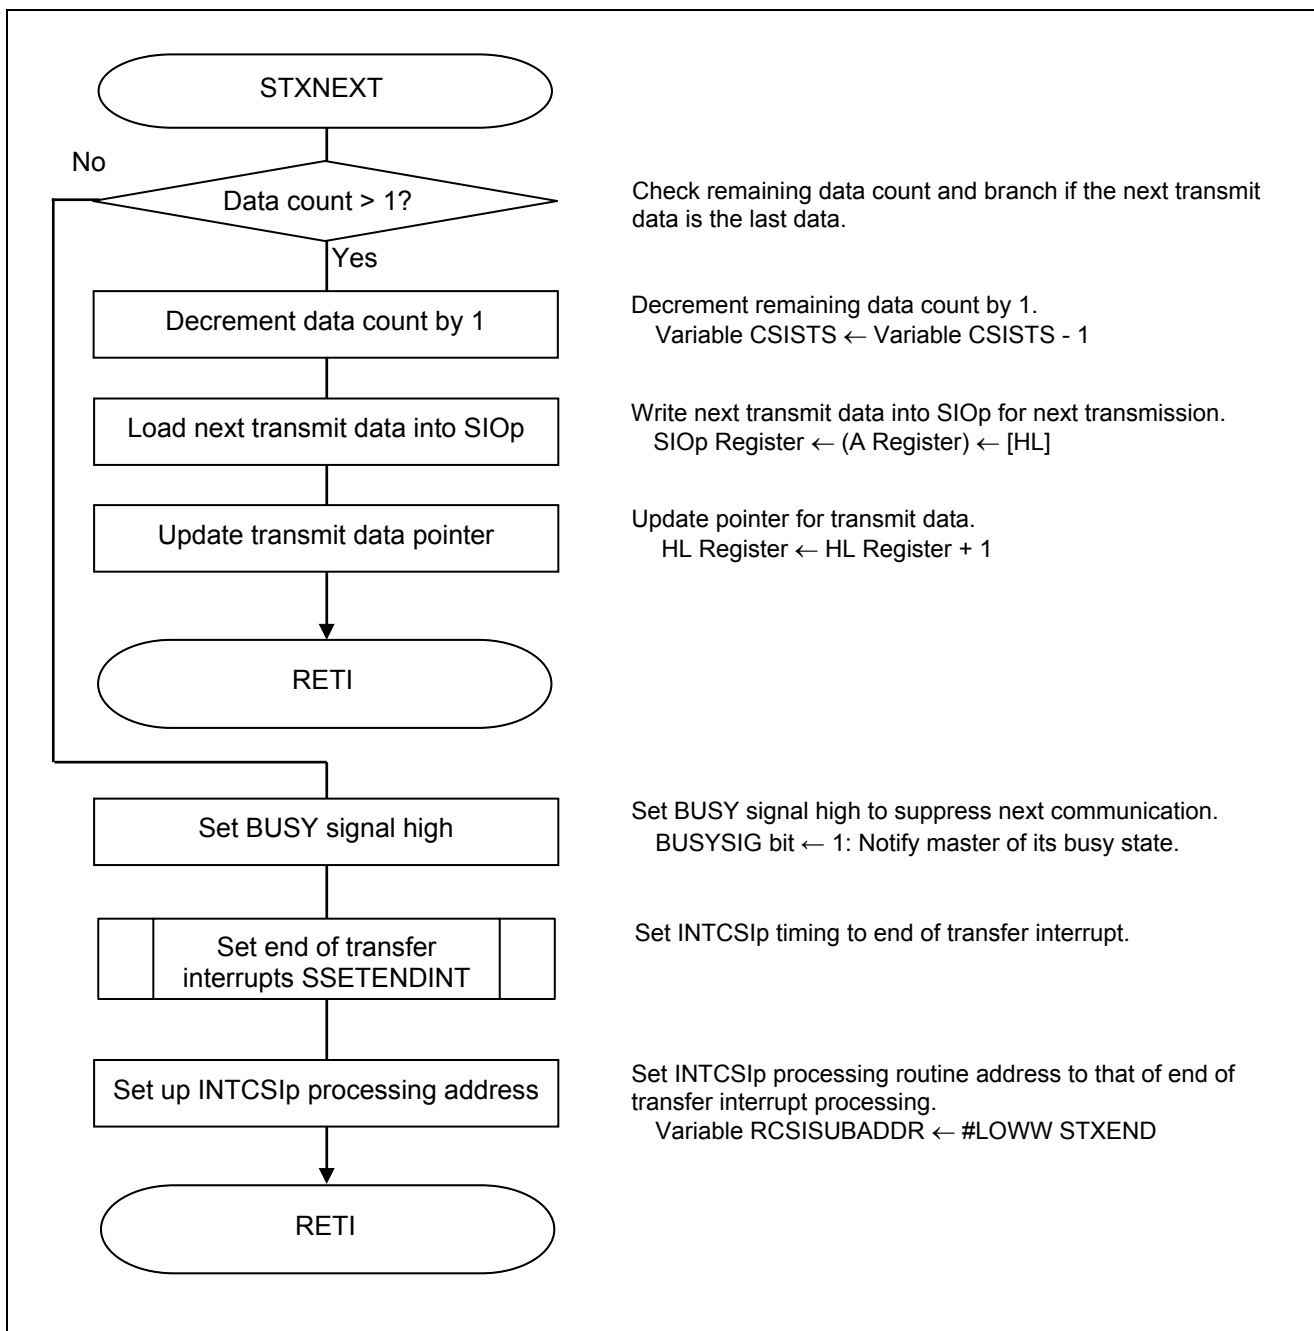 STXNEXT
No
Data count > 1?
Check remaining data count and branch if the next transmit
data is the last data.
Yes
Decrement data count by 1
Decrement remaining data count by 1.
Variable CSISTS ← Variable CSISTS - 1
Load next transmit data into SIOp
Write next transmit data into SIOp for next transmission.
SIOp Register ← (A Register) ← [HL]
Update transmit data pointer
Update pointer for transmit data.
HL Register ← HL Register + 1
RETI
Set BUSY signal high
Set BUSY signal high to suppress next communication.
BUSYSIG bit ← 1: Notify master of its busy state.
Set end of transfer
interrupts SSETENDINT
Set INTCSIp timing to end of transfer interrupt.
Set up INTCSIp processing address
Set INTCSIp processing routine address to that of end of
transfer interrupt processing.
Variable RCSISUBADDR ← #LOWW STXEND
RETI